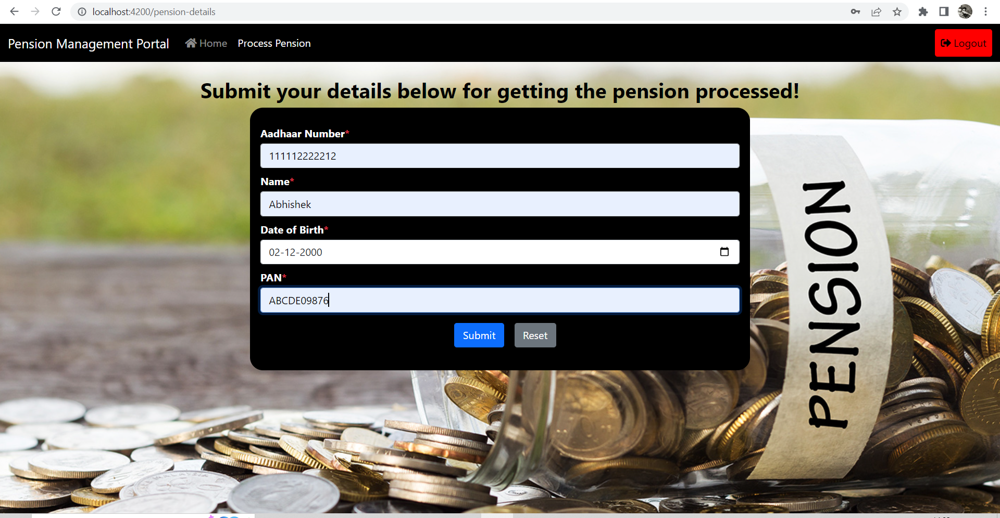 localhost:4200/pension-details
Pension Management Portal Home Process Pension Logout
Submit your details below for getting the pension processed!
Aadhaar Number*
111112222212
Name*
Abhishek
Date of Birth*
02-12-2000
PAN*
ABCDE09876
Submit Reset
PENSION